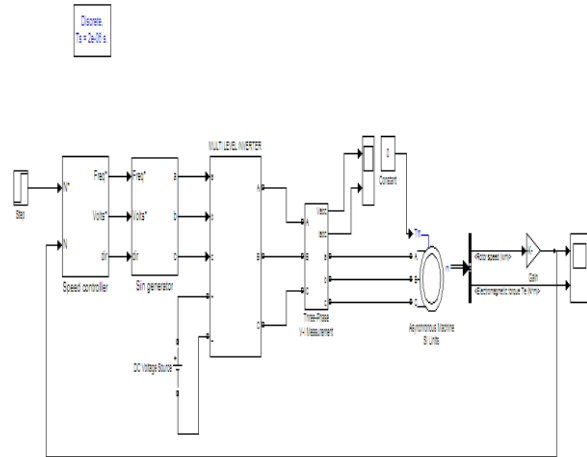 Discrete,
Ts = 2e-06 s.
MULTI LEVEL INVERTER
0
Constant
Step
N*
N
Freq*
Volts*
dir
Speed controller
Freq*
Volts*
dir
a
b
c
Sin generator
a
b
c
+
-
A
B
C
DC Voltage Source
+
A
B
C
Vabc
Iabc
a
b
c
Three-Phase
V-I Measurement
Tm
A
B
C
m
Asynchronous Machine
SI Units
<Rotor speed (wm)>
<Electromagnetic torque Te (N*m)>
-K-
Gain